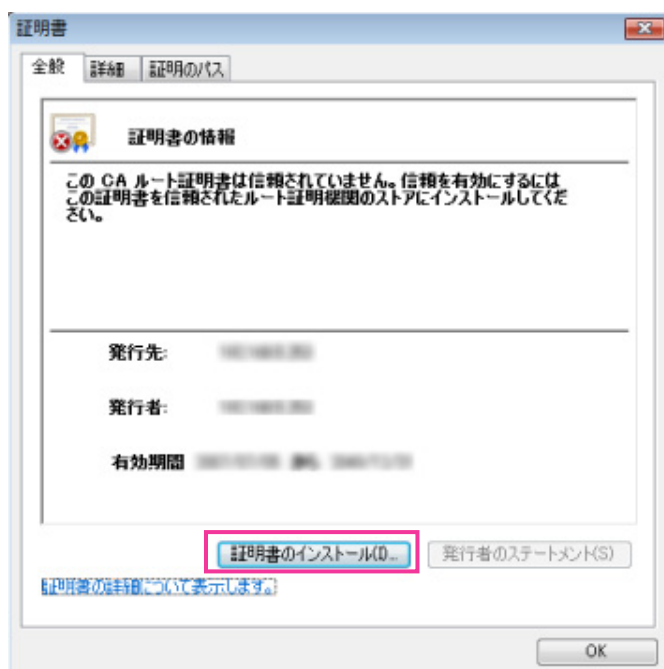 証明書
全般 詳細 証明のパス
証明書の情報
この CA ルート証明書は信頼されていません。信頼を有効にするには
この証明書を信頼されたルート証明機関のストアにインストールしてくだ
さい。
発行先:
発行者:
有効期間 から
証明書のインストール(I)... 発行者のステートメント(S)
証明書の詳細について表示します。
OK